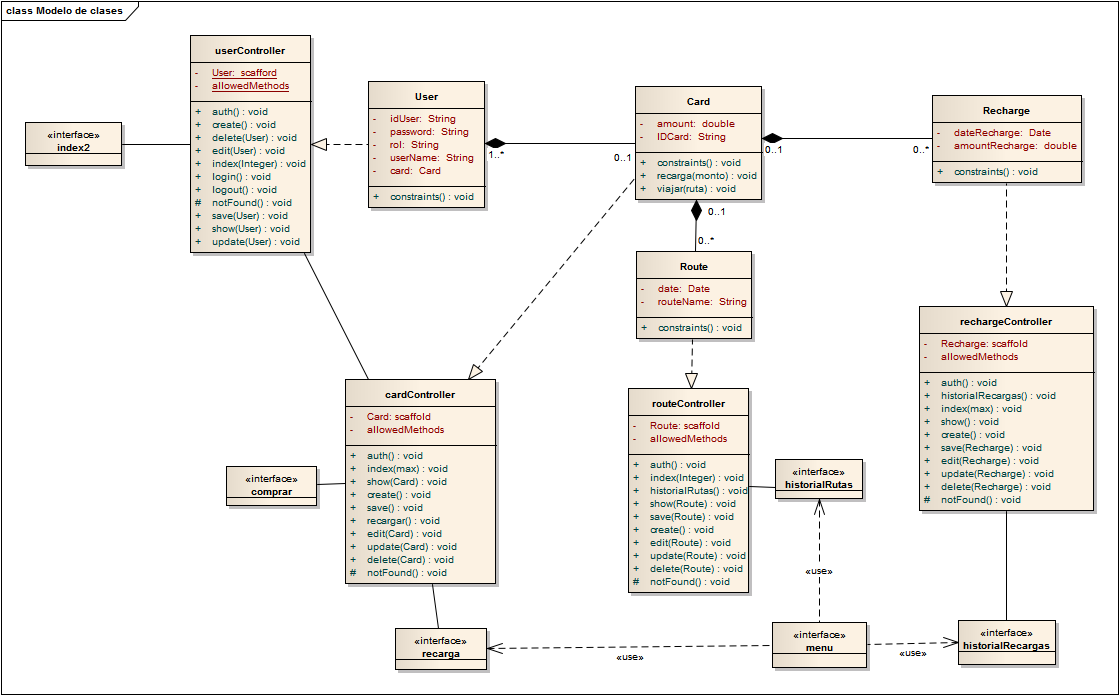 class Modelo de clases
userController
- User: scafford
- allowedMethods
+ auth() : void
+ create() : void
+ delete(User) : void
+ edit(User) : void
+ index(Integer) : void
+ login() : void
+ logout() : void
# notFound() : void
+ save(User) : void
+ show(User) : void
+ update(User) : void
«interface»
index2
User
- idUser: String
- password: String
- rol: String
- userName: String
- card: Card
+ constraints() : void
1..*
0..1
Card
- amount: double
- IDCard: String
+ constraints() : void
+ recarga(monto) : void
+ viajar(ruta) : void
0..1
0..*
Recharge
- dateRecharge: Date
- amountRecharge: double
+ constraints() : void
0..1
0..*
Route
- date: Date
- routeName: String
+ constraints() : void
rechargeController
- Recharge: scaffold
- allowedMethods
+ auth() : void
+ historialRecargas() : void
+ index(max) : void
+ show() : void
+ create() : void
+ save(Recharge) : void
+ edit(Recharge) : void
+ update(Recharge) : void
+ delete(Recharge) : void
# notFound() : void
cardController
- Card: scaffold
- allowedMethods
+ auth() : void
+ index(max) : void
+ show(Card) : void
+ create() : void
+ save() : void
+ recargar() : void
+ edit(Card) : void
+ update(Card) : void
+ delete(Card) : void
# notFound() : void
routeController
- Route: scaffold
- allowedMethods
+ auth() : void
+ index(Integer) : void
+ historialRutas() : void
+ show(Route) : void
+ save(Route) : void
+ create() : void
+ edit(Route) : void
+ update(Route) : void
+ delete(Route) : void
# notFound() : void
«interface»
comprar
«interface»
historialRutas
«use»
«interface»
recarga
«use»
«interface»
menu
«use»
«interface»
historialRecargas